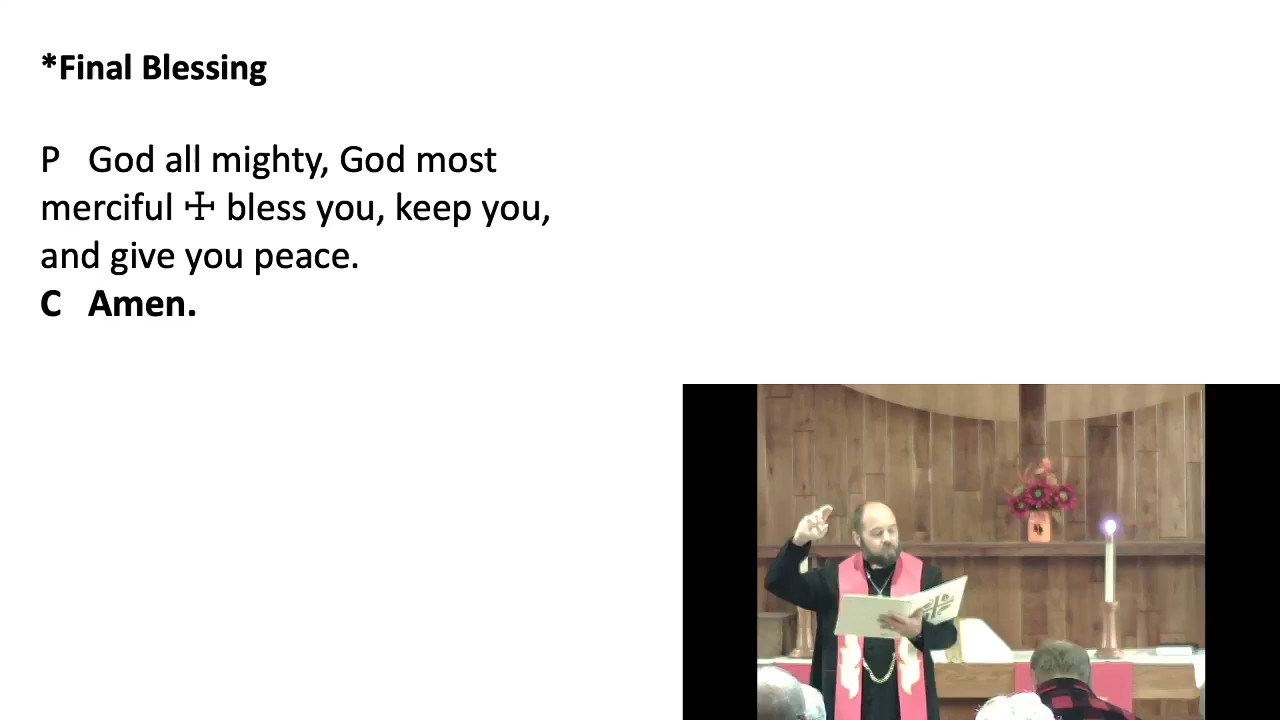 *Final Blessing
P God all mighty, God most
merciful ☩ bless you, keep you,
and give you peace.
C Amen.